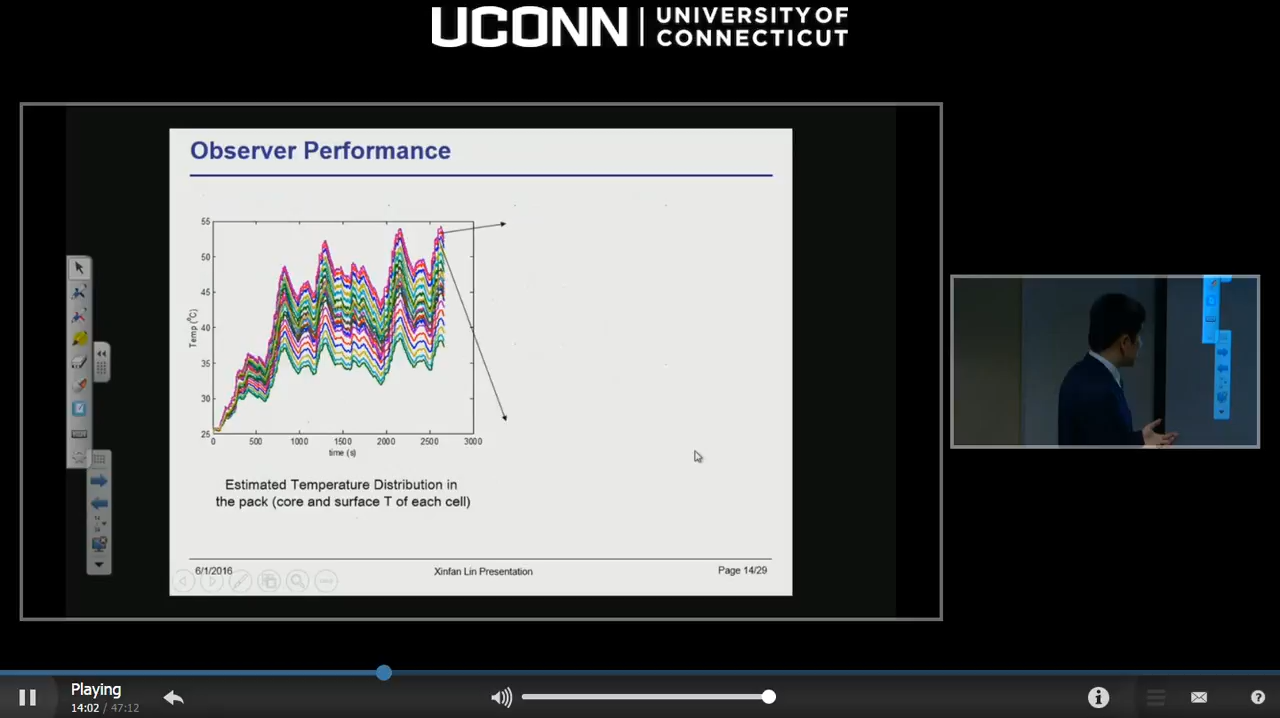 UCONN
UNIVERSITY OF
CONNECTICUT
Observer Performance
55
50
45
40
35
30
25
Temp (°C)
0
500
1000
1500
2000
2500
3000
time (s)
Estimated Temperature Distribution in
the pack (core and surface T of each cell)
6/1/2016
Xinfan Lin Presentation
Page 14/29
Playing
14:02 / 47:12